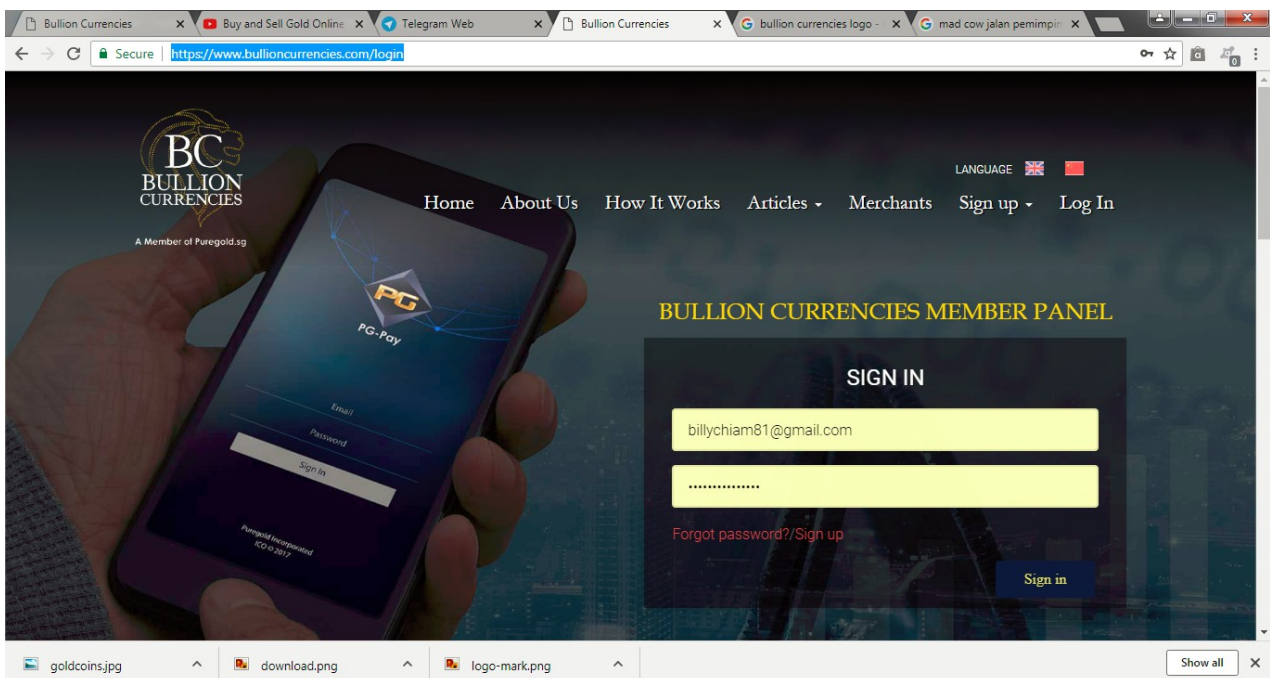 Bullion Currencies
Buy and Sell Gold Online
Telegram Web
Bullion Currencies
bullion currencies logo -
mad cow jalan pemimpin
Secure
https://www.bullioncurrencies.com/login
0
BC
BULLION
CURRENCIES
A Member of Puregold.sg
LANGUAGE
Home About Us How It Works Articles Merchants Sign up Log In
PG
PG-Pay
Email
Password
Sign In
Puregold Incorporated
ICO © 2017
BULLION CURRENCIES MEMBER PANEL
SIGN IN
billychiam81@gmail.com
•••••••••••••••
Forgot password?/Sign up
Sign in
goldcoins.jpg
download.png
logo-mark.png
Show all